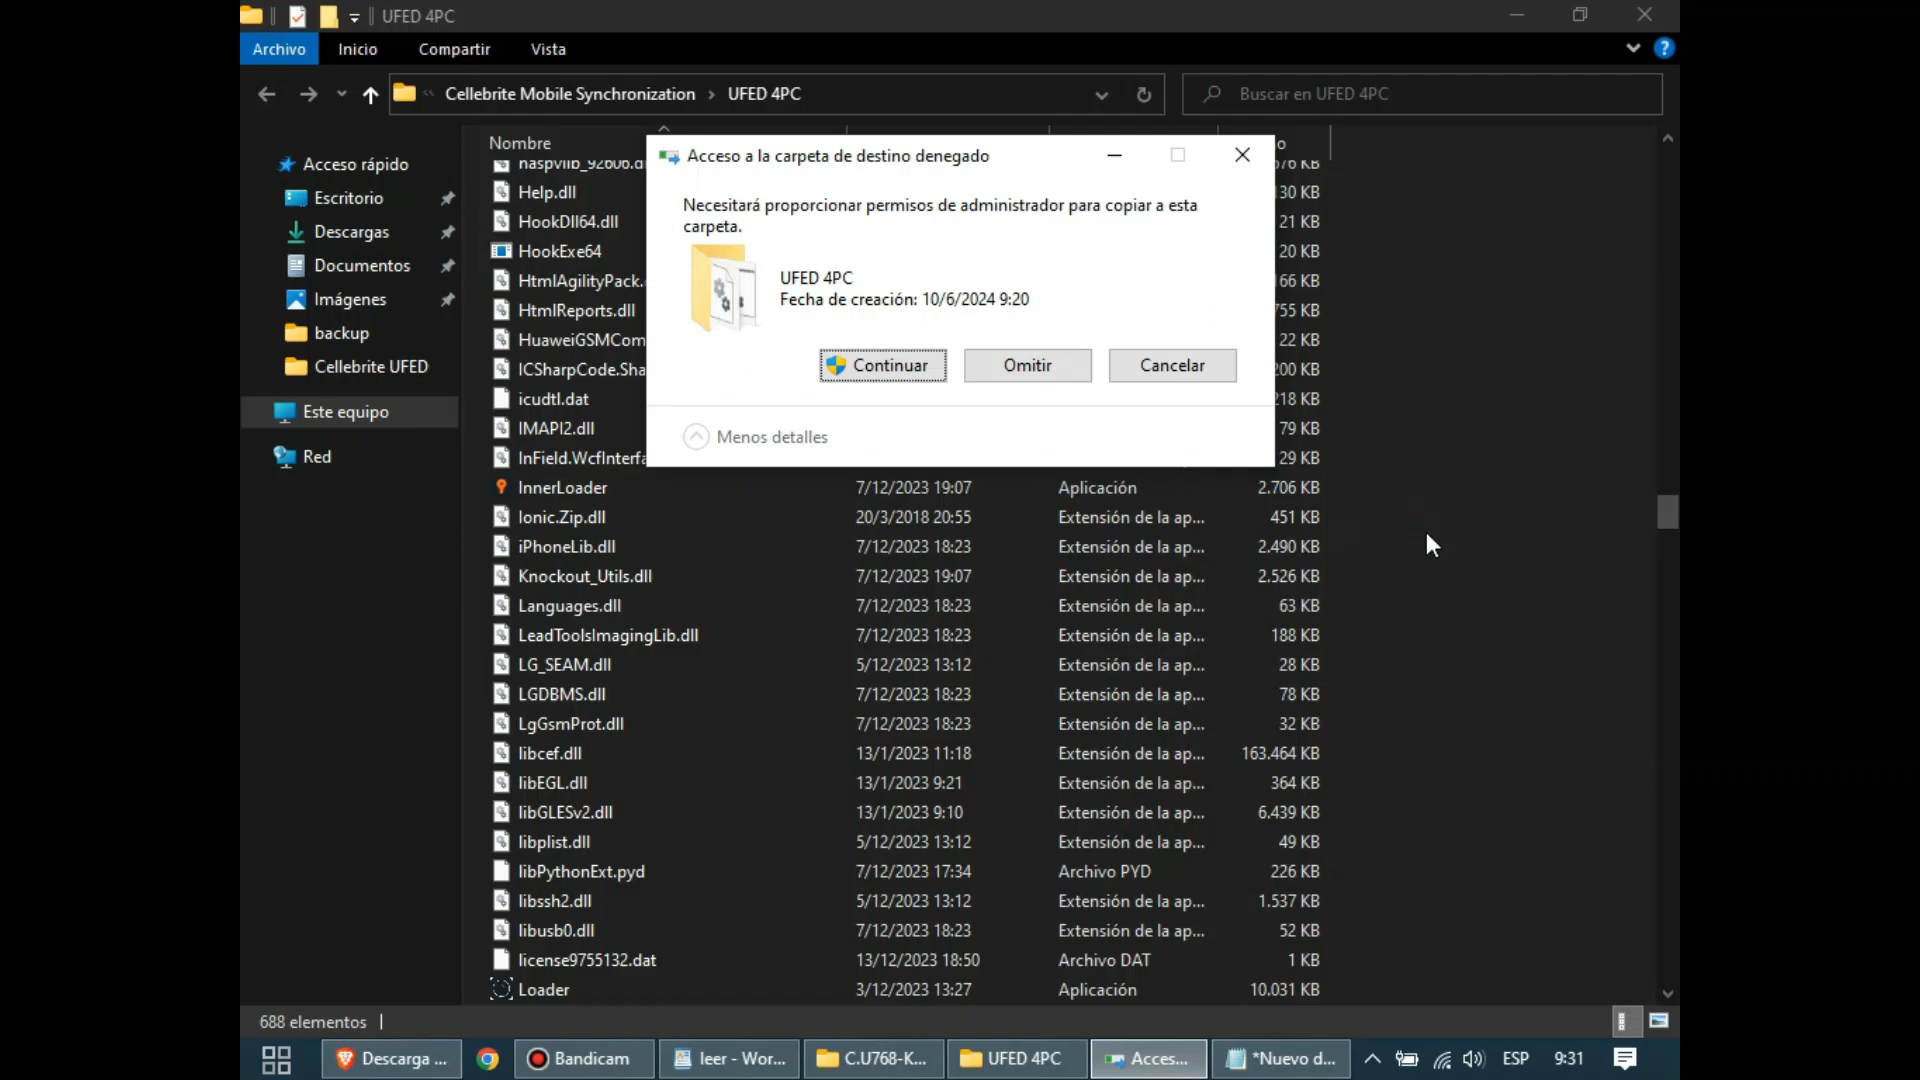 UFED 4PC
Archivo Inicio Compartir Vista
Cellebrite Mobile Synchronization › UFED 4PC
Buscar en UFED 4PC
Acceso rápido
Escritorio
Descargas
Documentos
Imágenes
backup
Cellebrite UFED
Este equipo
Red
Nombre
Acceso a la carpeta de destino denegado
Necesitará proporcionar permisos de administrador para copiar a esta
carpeta.
UFED 4PC
Fecha de creación: 10/6/2024 9:20
Continuar Omitir Cancelar
Menos detalles
Help.dll 30 KB
HookDll64.dll 21 KB
HookExe64 20 KB
HtmlAgilityPack. 66 KB
HtmlReports.dll 755 KB
HuaweiGSMCom 22 KB
ICSharpCode.Sha 200 KB
icudtl.dat 218 KB
IMAPI2.dll 79 KB
InField.WcfInterfa 29 KB
InnerLoader 7/12/2023 19:07 Aplicación 2.706 KB
Ionic.Zip.dll 20/3/2018 20:55 Extensión de la ap... 451 KB
iPhoneLib.dll 7/12/2023 18:23 Extensión de la ap... 2.490 KB
Knockout_Utils.dll 7/12/2023 19:07 Extensión de la ap... 2.526 KB
Languages.dll 7/12/2023 18:23 Extensión de la ap... 63 KB
LeadToolsImagingLib.dll 7/12/2023 18:23 Extensión de la ap... 188 KB
LG_SEAM.dll 5/12/2023 13:12 Extensión de la ap... 28 KB
LGDBMS.dll 7/12/2023 18:23 Extensión de la ap... 78 KB
LgGsmProt.dll 7/12/2023 18:23 Extensión de la ap... 32 KB
libcef.dll 13/1/2023 11:18 Extensión de la ap... 163.464 KB
libEGL.dll 13/1/2023 9:21 Extensión de la ap... 364 KB
libGLESv2.dll 13/1/2023 9:10 Extensión de la ap... 6.439 KB
libplist.dll 5/12/2023 13:12 Extensión de la ap... 49 KB
libPythonExt.pyd 7/12/2023 17:34 Archivo PYD 226 KB
libssh2.dll 5/12/2023 13:12 Extensión de la ap... 1.537 KB
libusb0.dll 7/12/2023 18:23 Extensión de la ap... 52 KB
license9755132.dat 13/12/2023 18:50 Archivo DAT 1 KB
Loader 3/12/2023 13:27 Aplicación 10.031 KB
688 elementos
Descarga ... Bandicam leer - Wor... C.U768-K... UFED 4PC Acces... *Nuevo d... ESP 9:31